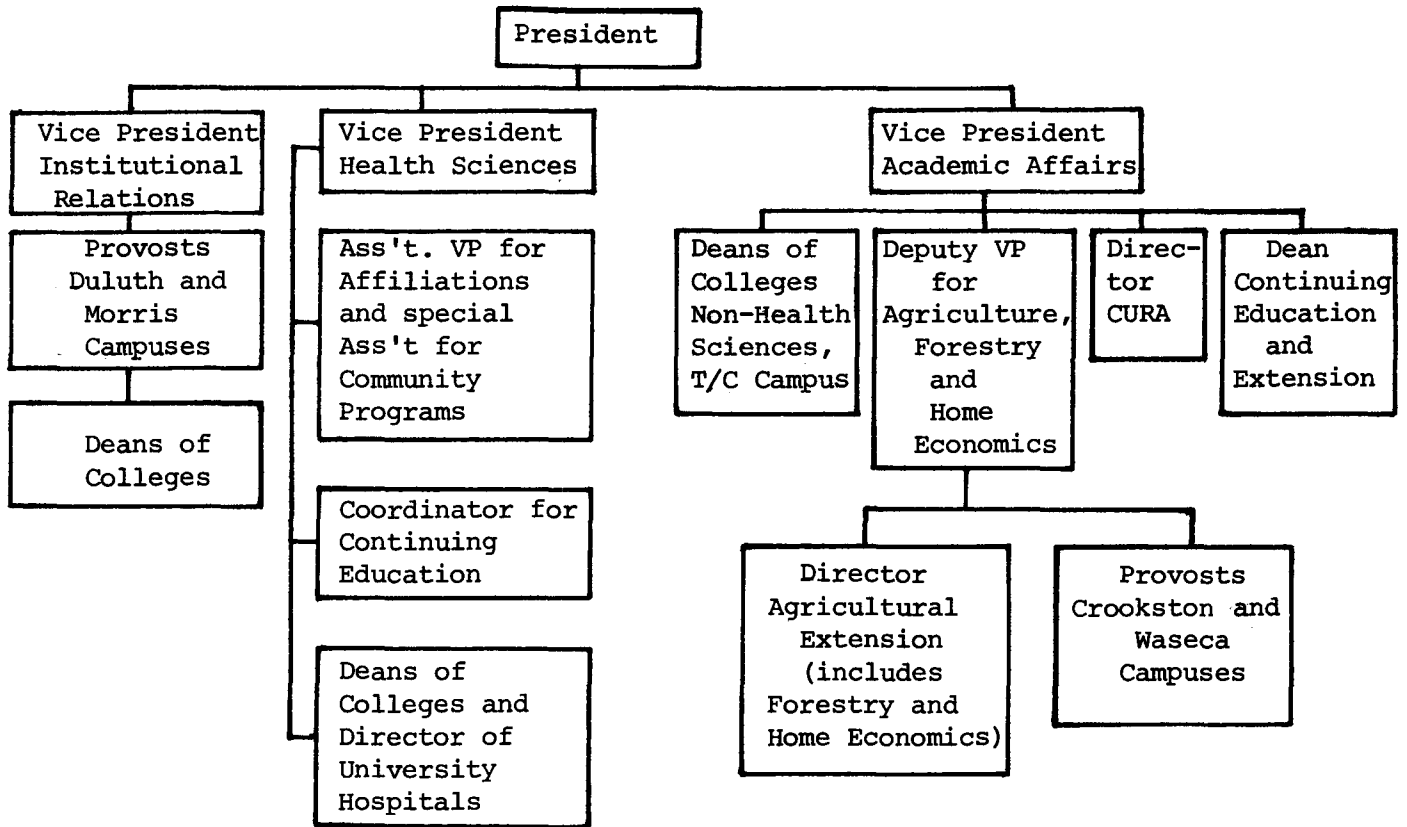 President
Vice President
Institutional
Relations
Vice President
Health Sciences
Vice President
Academic Affairs
Provosts
Duluth and
Morris
Campuses
Deans of
Colleges
Ass't. VP for
Affiliations
and special
Ass't for
Community
Programs
Coordinator for
Continuing
Education
Deans of
Colleges and
Director of
University
Hospitals
Deans of
Colleges
Non-Health
Sciences,
T/C Campus
Deputy VP
for
Agriculture,
Forestry
and
Home
Economics
Direc-
tor
CURA
Dean
Continuing
Education
and
Extension
Director
Agricultural
Extension
(includes
Forestry and
Home Economics)
Provosts
Crookston and
Waseca
Campuses